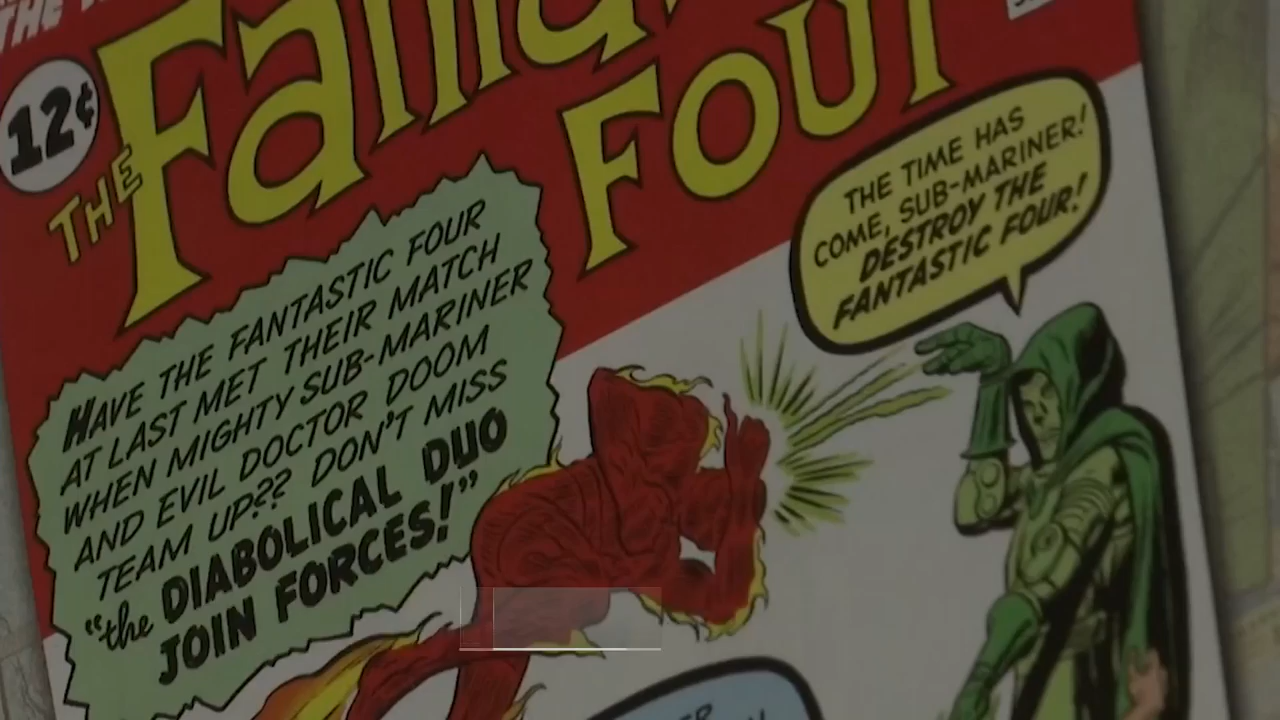 THE
12¢
THE
FOUR
HAVE THE FANTASTIC FOUR
AT LAST MET THEIR MATCH
WHEN MIGHTY SUB-MARINER
AND EVIL DOCTOR DOOM
TEAM UP?? DON'T MISS
"the DIABOLICAL DUO
JOIN FORCES!"
THE TIME HAS
COME, SUB-MARINER!
DESTROY THE
FANTASTIC FOUR!